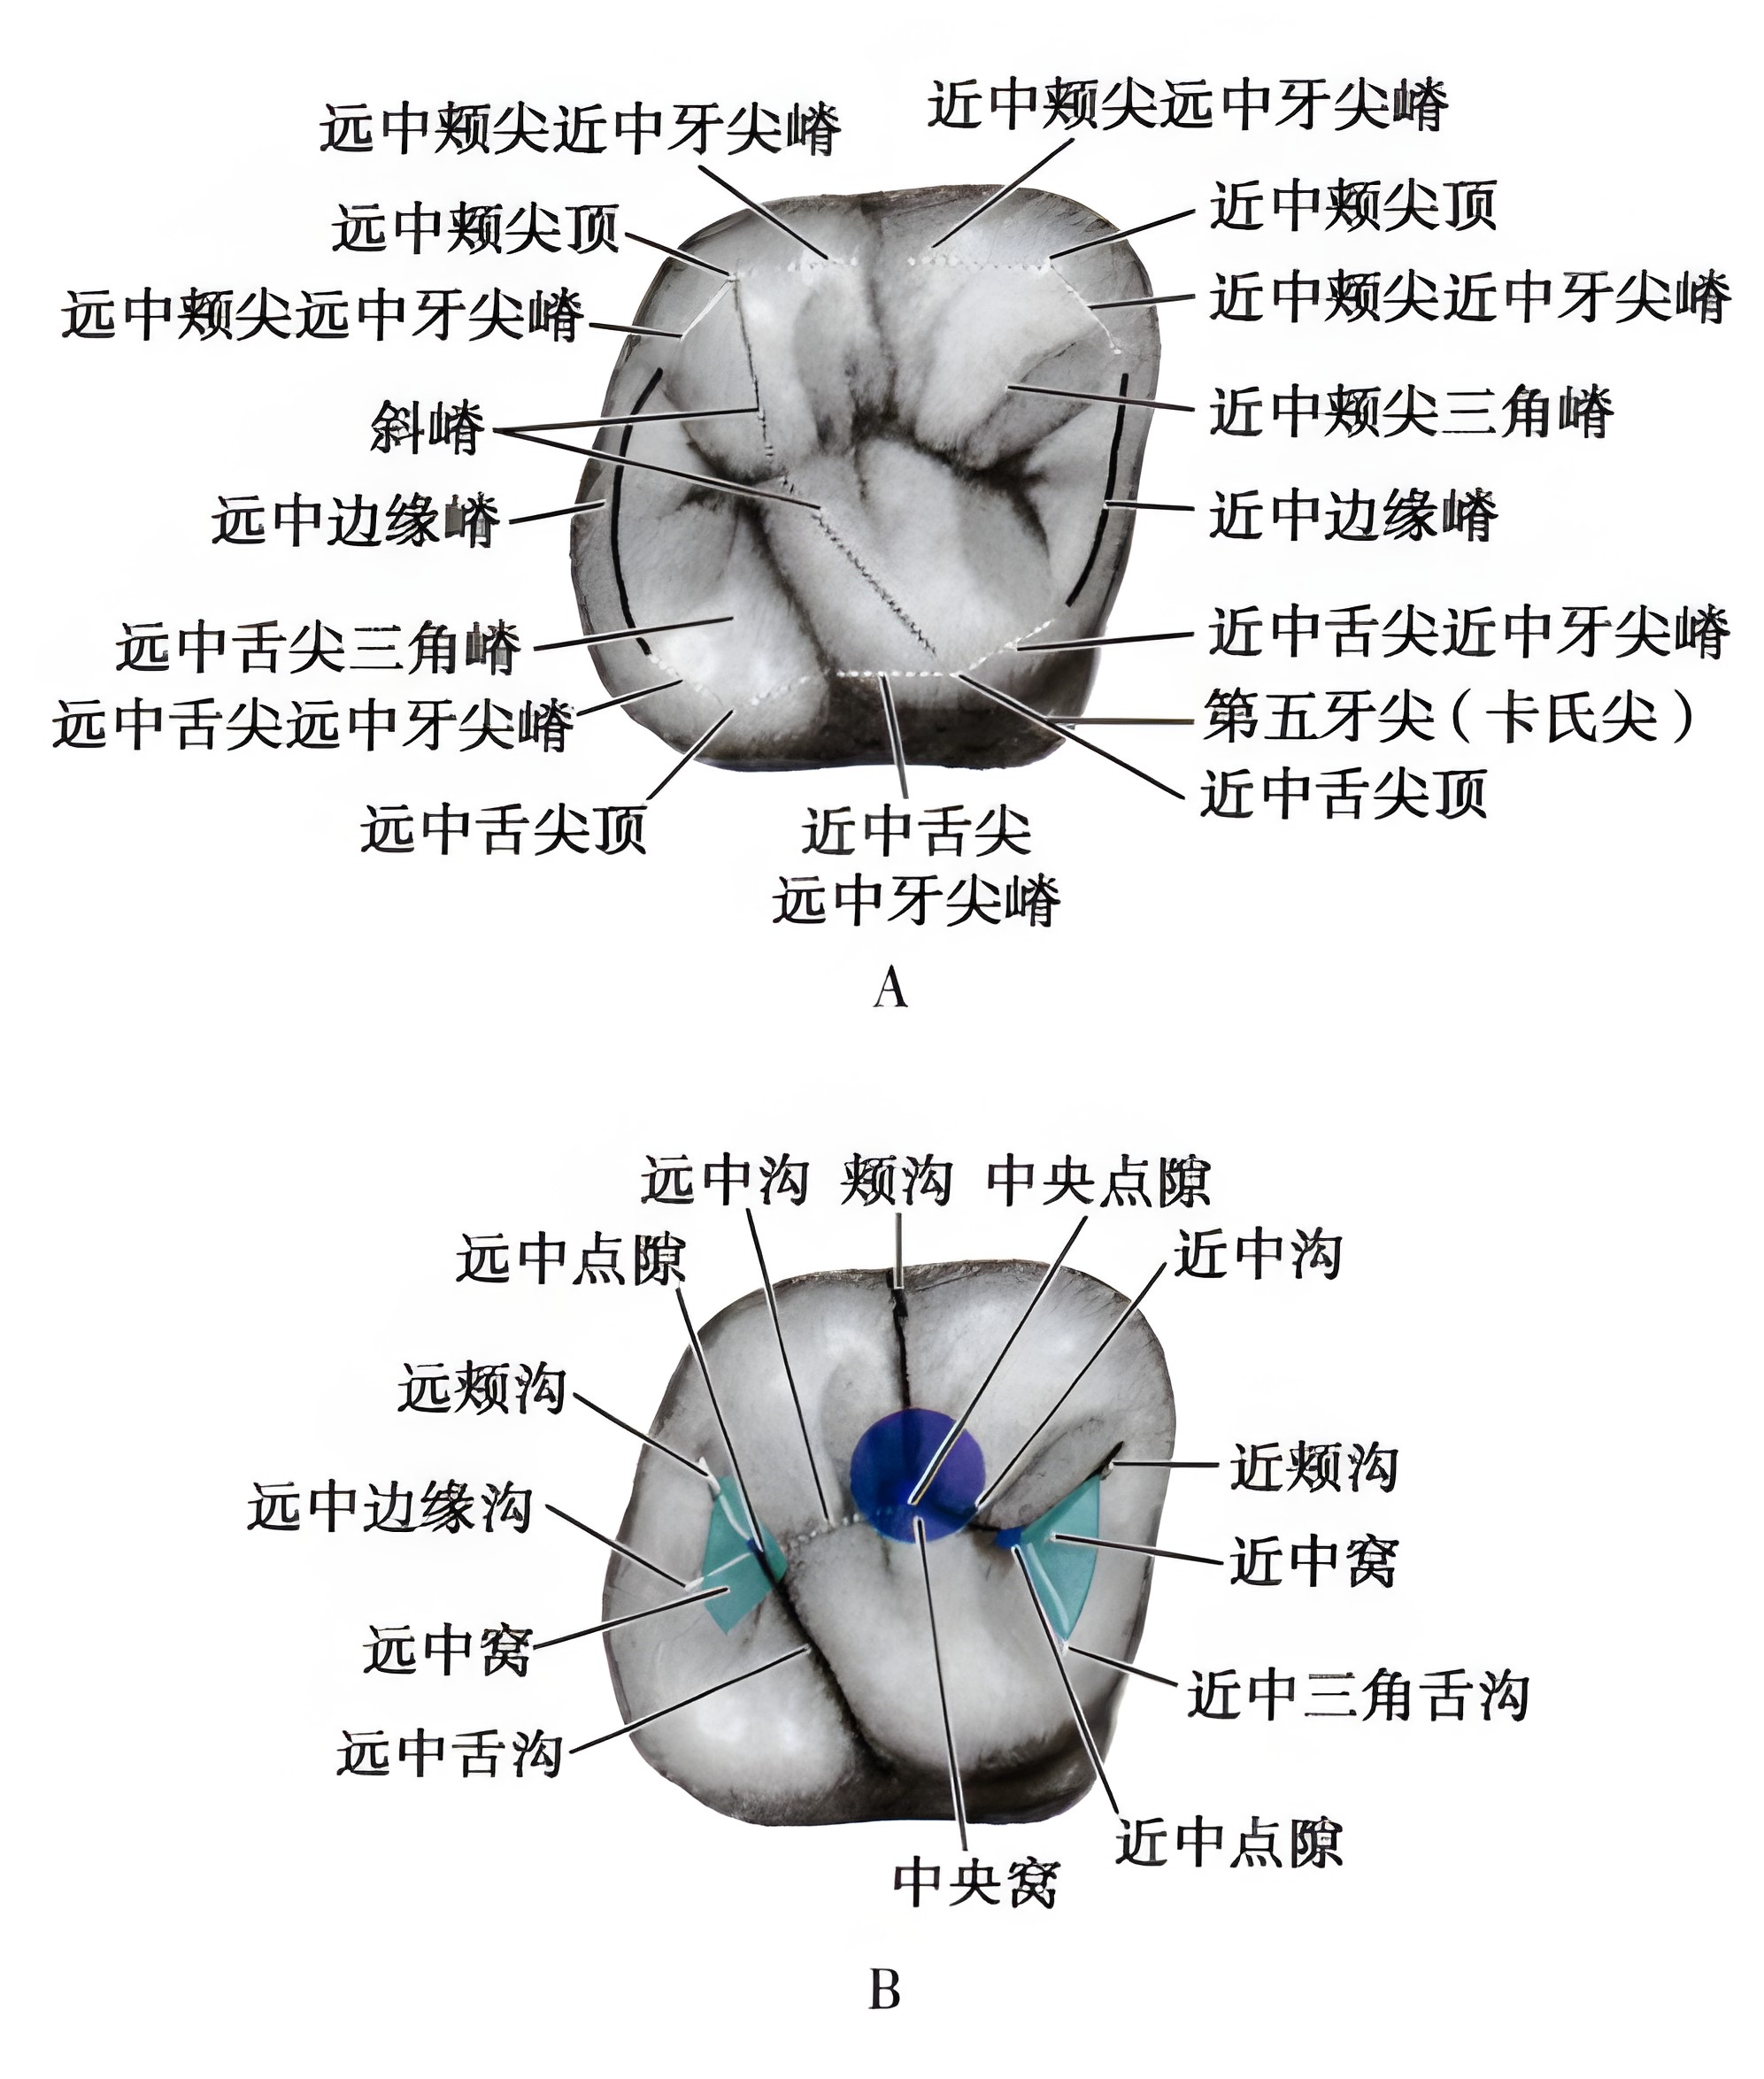 远中颊尖近中牙尖嵴
近中颊尖远中牙尖嵴
远中颊尖顶
近中颊尖顶
远中颊尖远中牙尖嵴
近中颊尖近中牙尖嵴
斜嵴
近中颊尖三角嵴
远中边缘嵴
近中边缘嵴
远中舌尖三角嵴
近中舌尖近中牙尖嵴
远中舌尖远中牙尖嵴
第五牙尖（卡氏尖）
远中舌尖顶
近中舌尖顶
近中舌尖
远中牙尖嵴
A
远中沟
颊沟
中央点隙
远中点隙
近中沟
远颊沟
近颊沟
远中边缘沟
近中窝
远中窝
近中三角舌沟
远中舌沟
近中点隙
中央窝
B